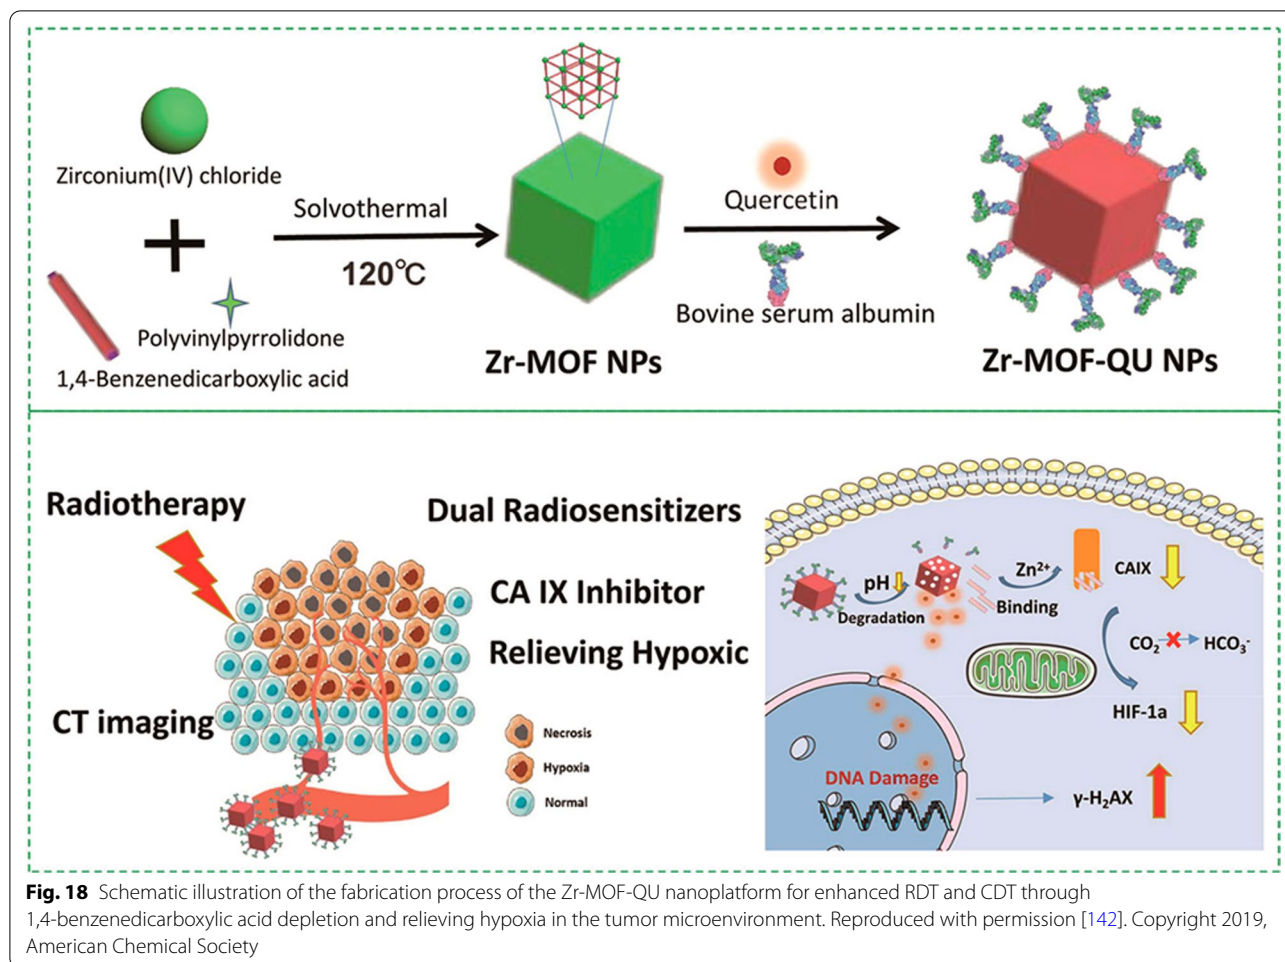 Zirconium(IV) chloride
Polyvinylpyrrolidone
1,4-Benzenedicarboxylic acid
Solvothermal
120℃
Zr-MOF NPs
Quercetin
Bovine serum albumin
Zr-MOF-QU NPs
Radiotherapy
CT imaging
Dual Radiosensitizers
CA IX Inhibitor
Relieving Hypoxic
Necrosis
Hypoxia
Normal
pH
Degradation
Zn²⁺
Binding
CAIX
CO₂
HCO₃⁻
HIF-1a
DNA Damage
γ-H₂AX
Fig. 18 Schematic illustration of the fabrication process of the Zr-MOF-QU nanoplatform for enhanced RDT and CDT through
1,4-benzenedicarboxylic acid depletion and relieving hypoxia in the tumor microenvironment. Reproduced with permission [142]. Copyright 2019,
American Chemical Society